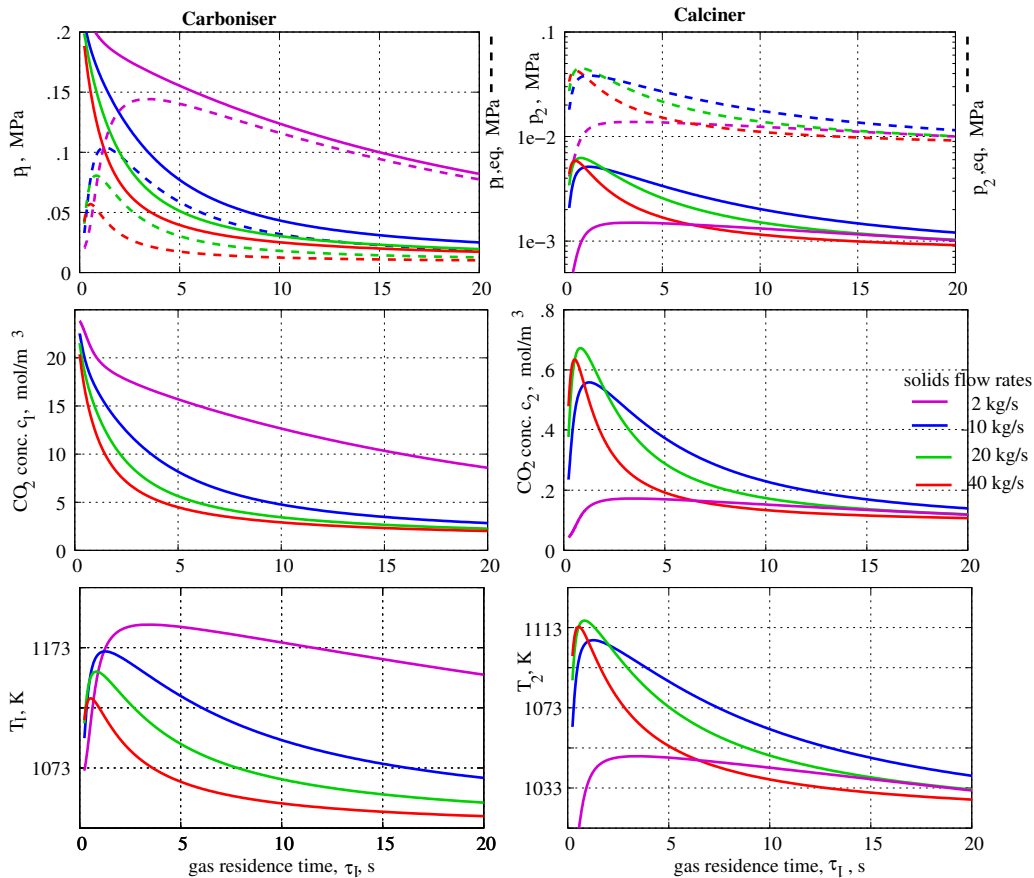 Carboniser
Calciner
.2
.15
.1
.05
0
p1, MPa
p1,eq, MPa
0
5
10
15
20
.1
1e−2
1e−3
p2, MPa
p2,eq, MPa
0
5
10
15
20
20
15
10
5
0
CO2 conc. c1, mol/m 3
0
5
10
15
20
.8
.6
.4
.2
0
CO2 conc. c2, mol/m 3
0
5
10
15
20
solids flow rates
2 kg/s
10 kg/s
20 kg/s
40 kg/s
1173
1073
T1, K
0
5
10
15
20
gas residence time, τI, s
1113
1073
1033
T2, K
0
5
10
15
20
gas residence time, τI , s